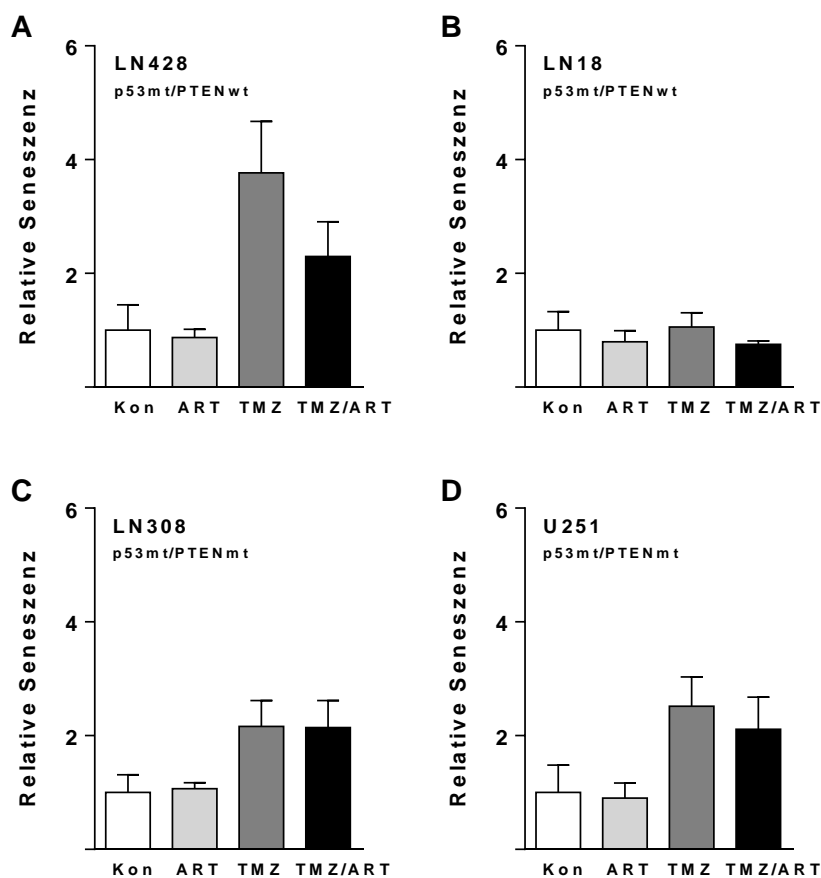 A
6
LN428
p53mt/PTENwt
4
2
Relative Seneszenz
Kon ART TMZ TMZ/ART
B
6
LN18
p53mt/PTENwt
4
2
Relative Seneszenz
Kon ART TMZ TMZ/ART
C
6
LN308
p53mt/PTENmt
4
2
Relative Seneszenz
Kon ART TMZ TMZ/ART
D
6
U251
p53mt/PTENmt
4
2
Relative Seneszenz
Kon ART TMZ TMZ/ART